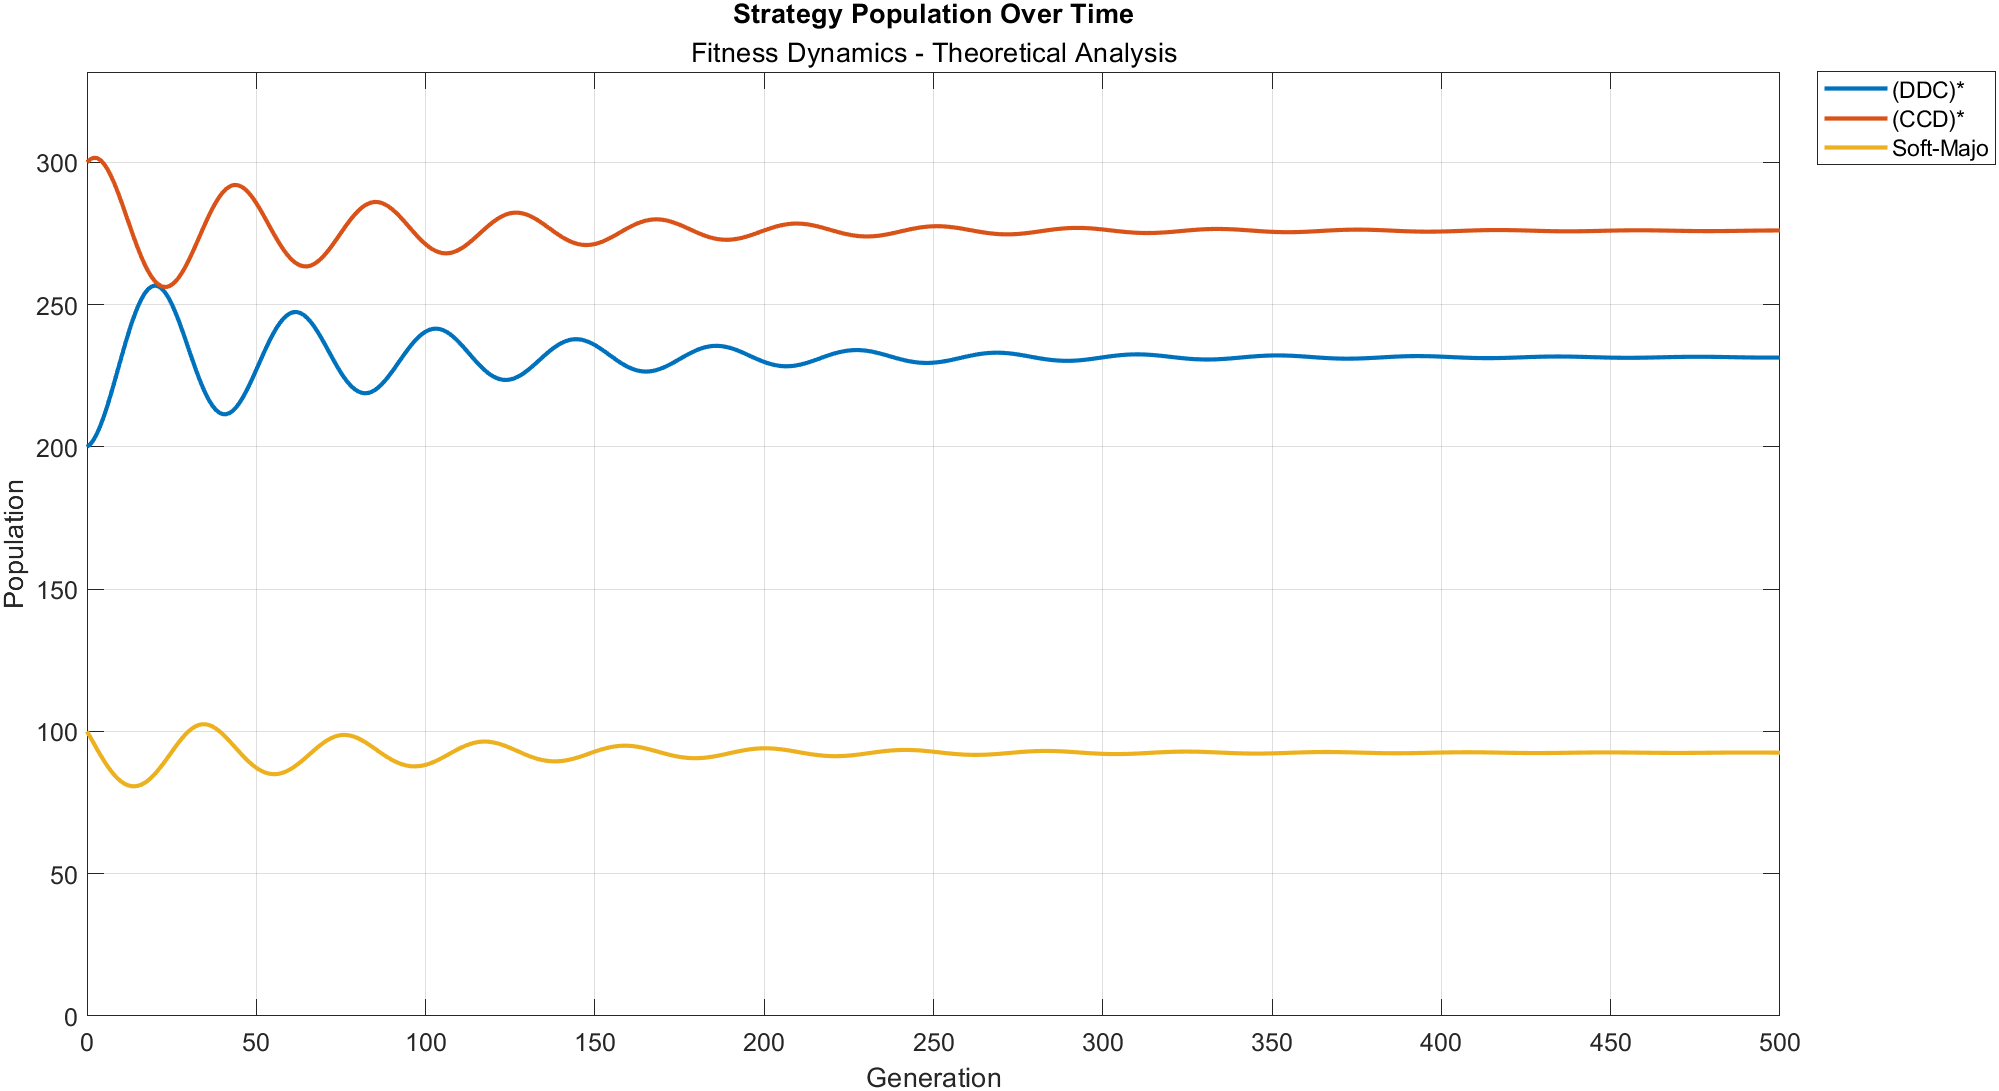 Strategy Population Over Time
Fitness Dynamics - Theoretical Analysis
(DDC)*
(CCD)*
Soft-Majo
300
250
200
150
100
50
0
Population
0 50 100 150 200 250 300 350 400 450 500
Generation